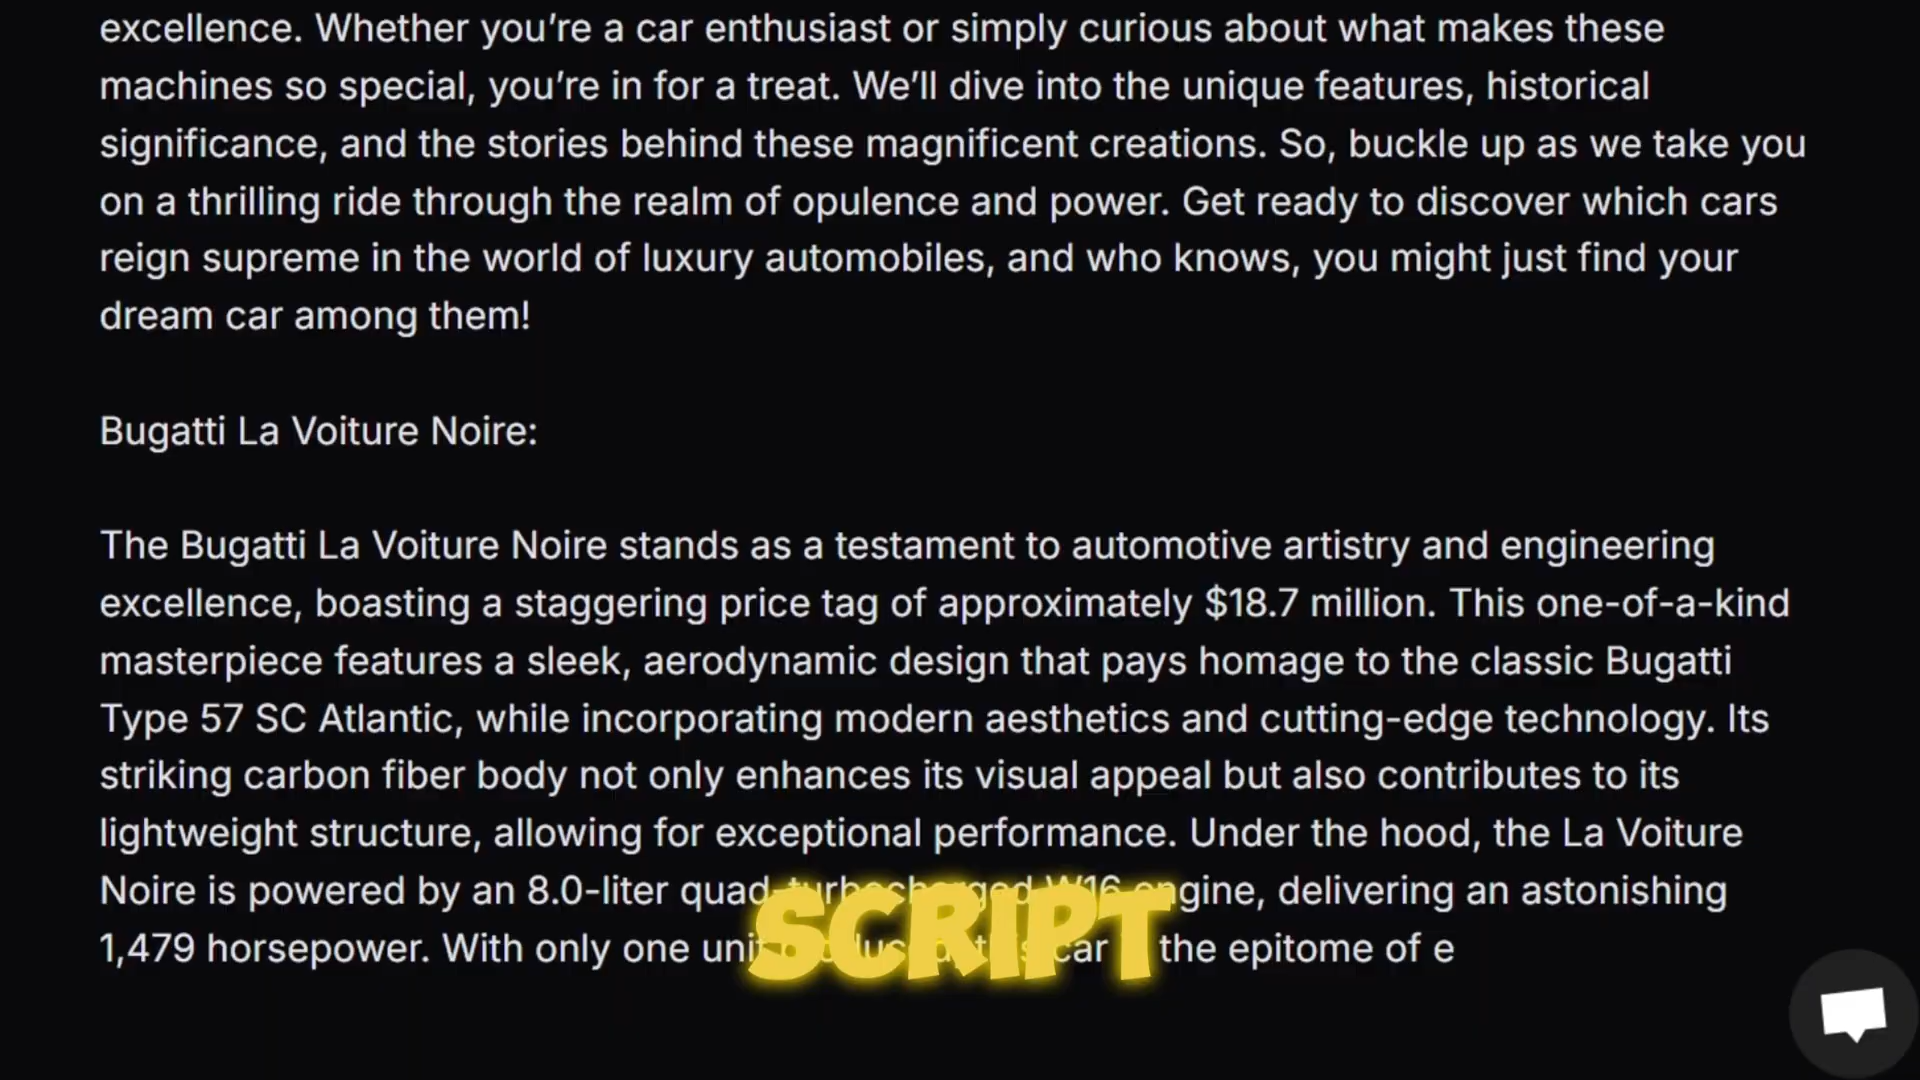 excellence. Whether you’re a car enthusiast or simply curious about what makes these
machines so special, you’re in for a treat. We’ll dive into the unique features, historical
significance, and the stories behind these magnificent creations. So, buckle up as we take you
on a thrilling ride through the realm of opulence and power. Get ready to discover which cars
reign supreme in the world of luxury automobiles, and who knows, you might just find your
dream car among them!
Bugatti La Voiture Noire:
The Bugatti La Voiture Noire stands as a testament to automotive artistry and engineering
excellence, boasting a staggering price tag of approximately $18.7 million. This one-of-a-kind
masterpiece features a sleek, aerodynamic design that pays homage to the classic Bugatti
Type 57 SC Atlantic, while incorporating modern aesthetics and cutting-edge technology. Its
striking carbon fiber body not only enhances its visual appeal but also contributes to its
lightweight structure, allowing for exceptional performance. Under the hood, the La Voiture
Noire is powered by an 8.0-liter quad-turbocharged W16 engine, delivering an astonishing
1,479 horsepower. With only one unit car the epitome of e
SCRIPT